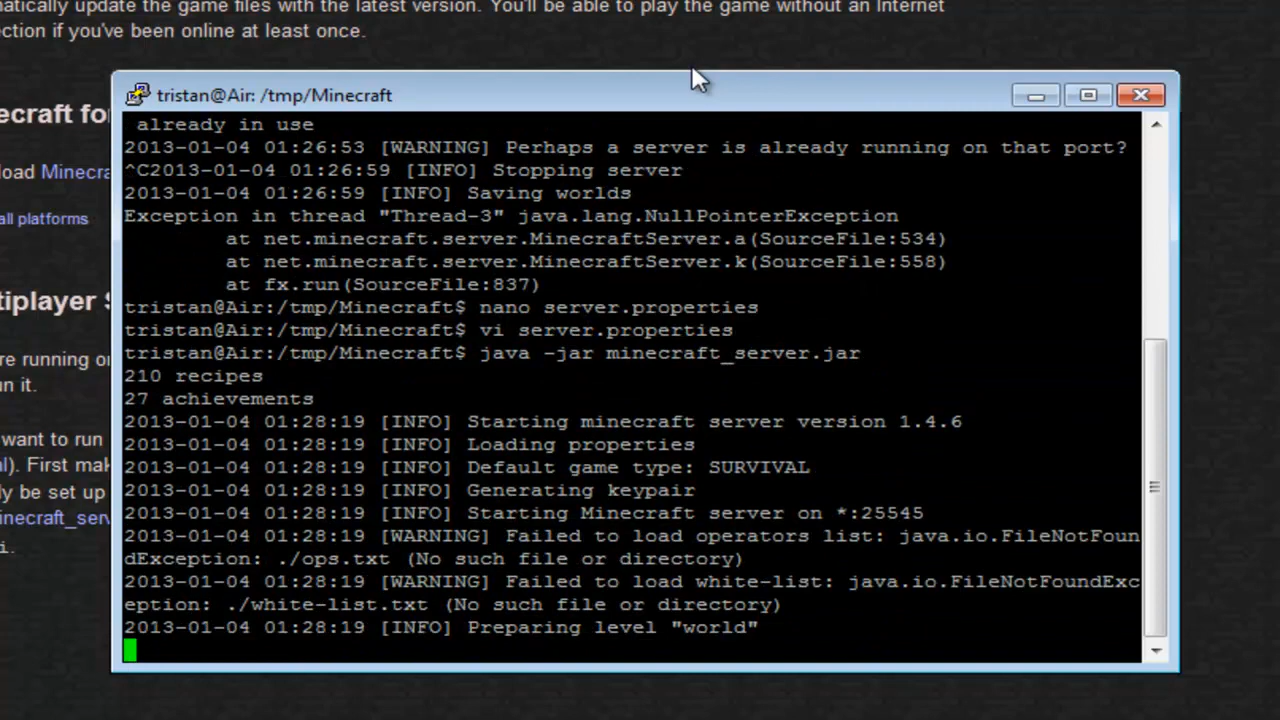 matically update the game files with the latest version. You'll be able to play the game without an Internet
ection if you've been online at least once.
ecraft for
load Minecra
all platforms
tiplayer S
re running on
n it.
want to run
l). First mak
ly be set up
inecraft_serv
i.
tristan@Air: /tmp/Minecraft
already in use
2013-01-04 01:26:53 [WARNING] Perhaps a server is already running on that port?
^C2013-01-04 01:26:59 [INFO] Stopping server
2013-01-04 01:26:59 [INFO] Saving worlds
Exception in thread "Thread-3" java.lang.NullPointerException
at net.minecraft.server.MinecraftServer.a(SourceFile:534)
at net.minecraft.server.MinecraftServer.k(SourceFile:558)
at fx.run(SourceFile:837)
tristan@Air:/tmp/Minecraft$ nano server.properties
tristan@Air:/tmp/Minecraft$ vi server.properties
tristan@Air:/tmp/Minecraft$ java -jar minecraft_server.jar
210 recipes
27 achievements
2013-01-04 01:28:19 [INFO] Starting minecraft server version 1.4.6
2013-01-04 01:28:19 [INFO] Loading properties
2013-01-04 01:28:19 [INFO] Default game type: SURVIVAL
2013-01-04 01:28:19 [INFO] Generating keypair
2013-01-04 01:28:19 [INFO] Starting Minecraft server on *:25545
2013-01-04 01:28:19 [WARNING] Failed to load operators list: java.io.FileNotFoun
dException: ./ops.txt (No such file or directory)
2013-01-04 01:28:19 [WARNING] Failed to load white-list: java.io.FileNotFoundExc
eption: ./white-list.txt (No such file or directory)
2013-01-04 01:28:19 [INFO] Preparing level "world"